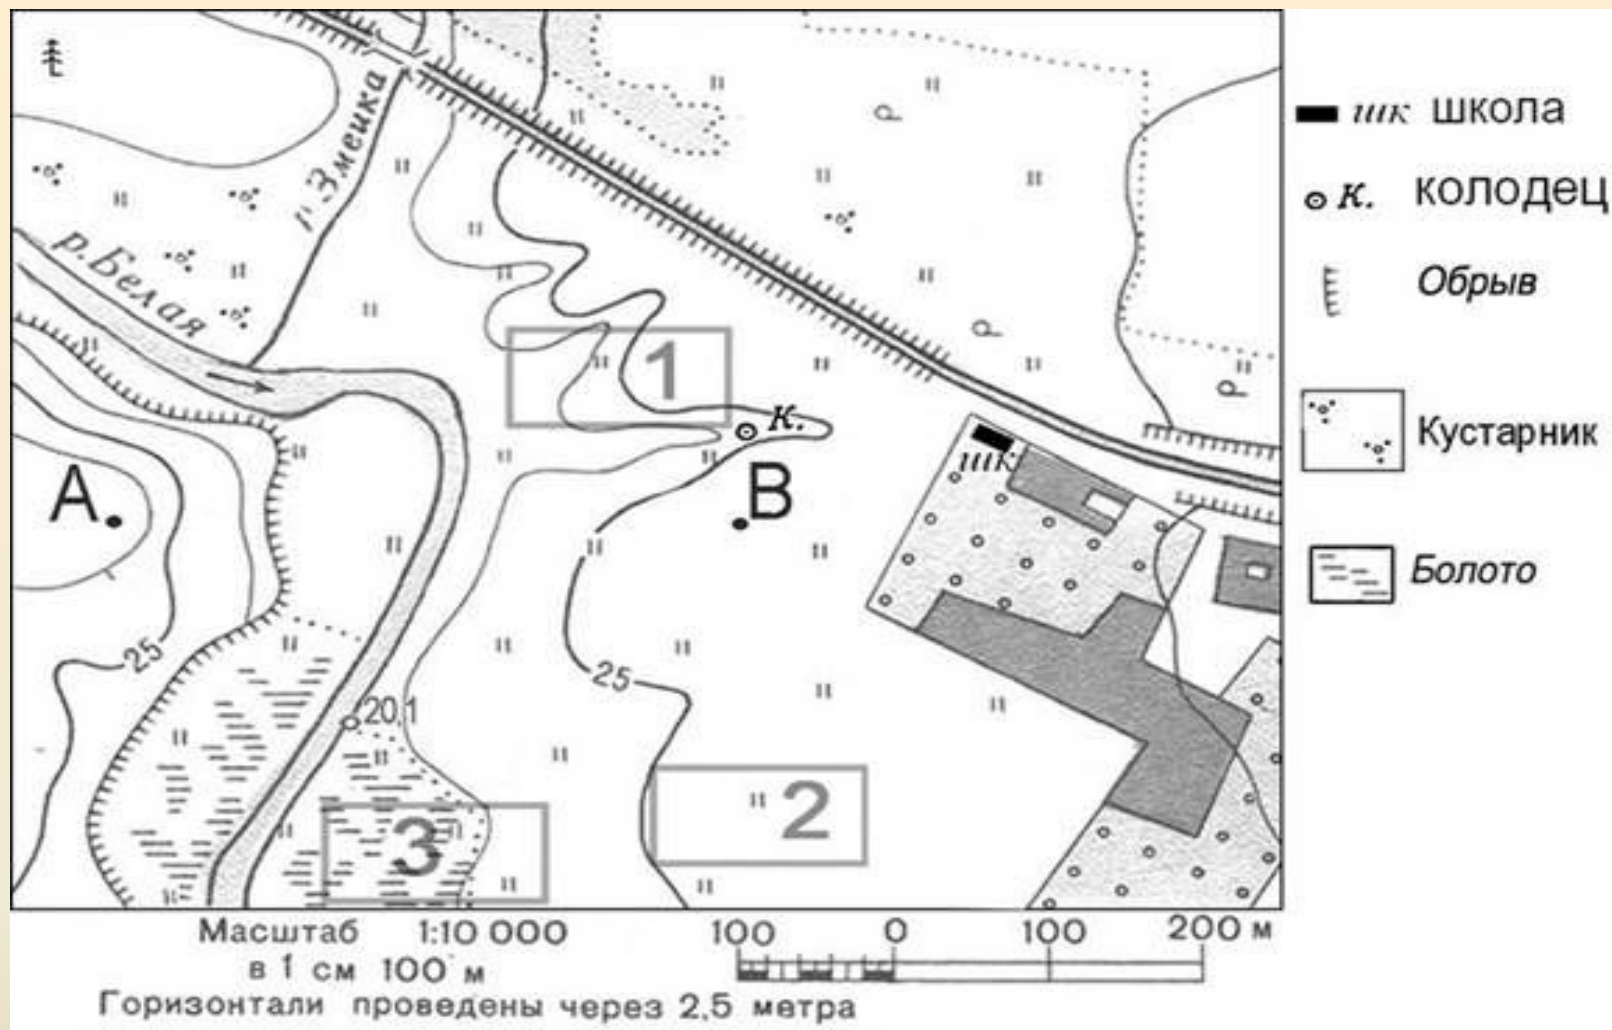 р. Змейка
р. Белая
1
К.
А
В
шк
25
25
20,1
2
3
шк школа
К. колодец
Обрыв
Кустарник
Болото
Масштаб 1:10 000
в 1 см 100 м
100 0 100 200 м
Горизонтали проведены через 2,5 метра